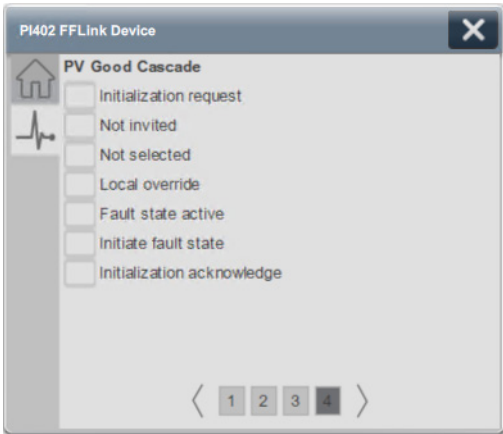 PI402 FFLink Device
PV Good Cascade
Initialization request
Not invited
Not selected
Local override
Fault state active
Initiate fault state
Initialization acknowledge
1 2 3 4